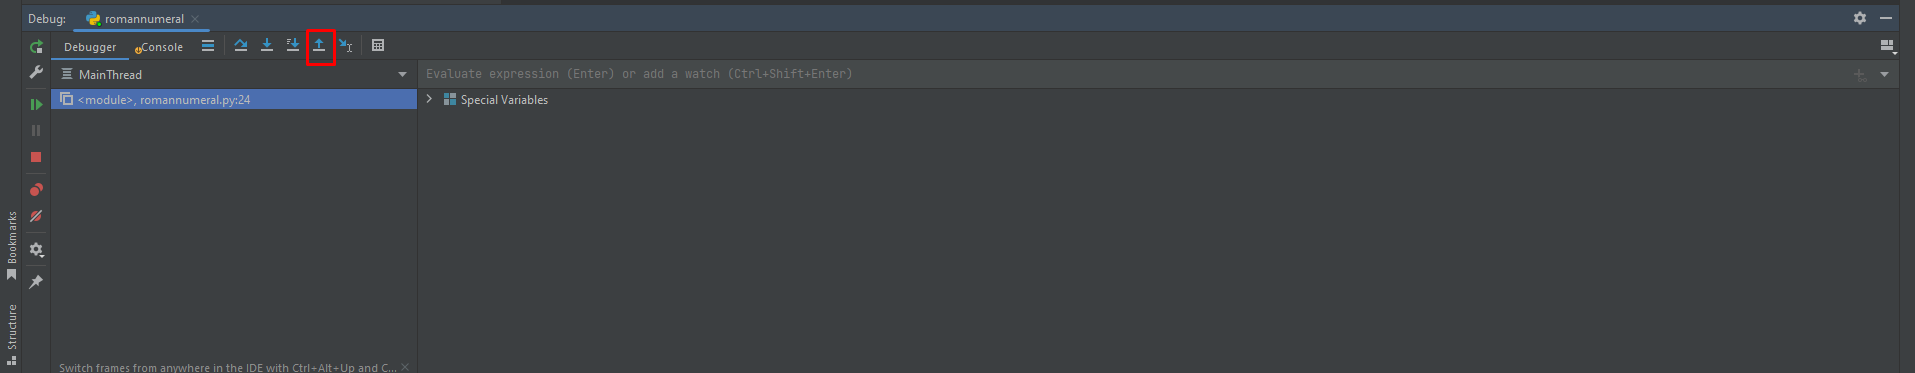 Debug: romannumeral
Debugger Console
MainThread
Evaluate expression (Enter) or add a watch (Ctrl+Shift+Enter)
<module>, romannumeral.py:24
Special Variables
Bookmarks
Structure
Switch frames from anywhere in the IDE with Ctrl+Alt+Up and C...